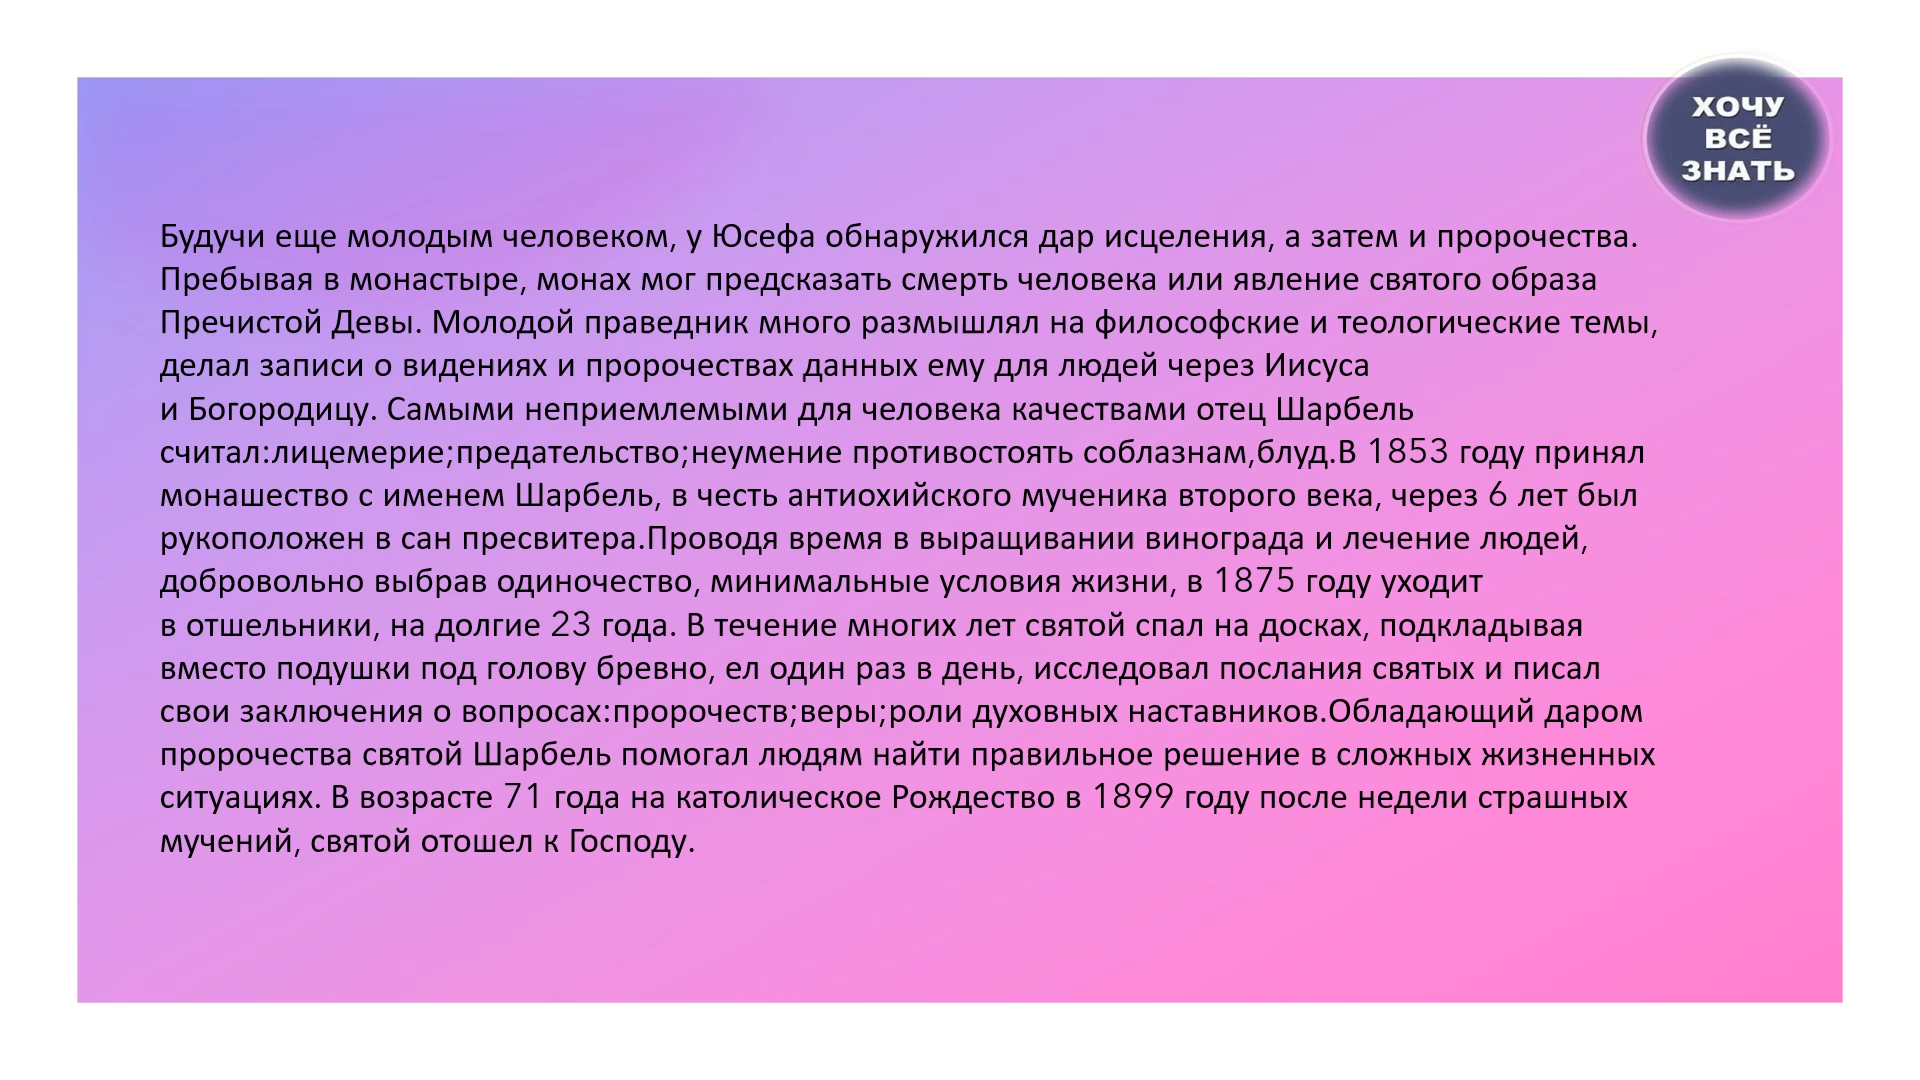 ХОЧУ
ВСЁ
ЗНАТЬ
Будучи еще молодым человеком, у Юсефа обнаружился дар исцеления, а затем и пророчества.
Пребывая в монастыре, монах мог предсказать смерть человека или явление святого образа
Пречистой Девы. Молодой праведник много размышлял на философские и теологические темы,
делал записи о видениях и пророчествах данных ему для людей через Иисуса
и Богородицу. Самыми неприемлемыми для человека качествами отец Шарбель
считал:лицемерие;предательство;неумение противостоять соблазнам,блуд.В 1853 году принял
монашество с именем Шарбель, в честь антиохийского мученика второго века, через 6 лет был
рукоположен в сан пресвитера.Проводя время в выращивании винограда и лечение людей,
добровольно выбрав одиночество, минимальные условия жизни, в 1875 году уходит
в отшельники, на долгие 23 года. В течение многих лет святой спал на досках, подкладывая
вместо подушки под голову бревно, ел один раз в день, исследовал послания святых и писал
свои заключения о вопросах:пророчеств;веры;роли духовных наставников.Обладающий даром
пророчества святой Шарбель помогал людям найти правильное решение в сложных жизненных
ситуациях. В возрасте 71 года на католическое Рождество в 1899 году после недели страшных
мучений, святой отошел к Господу.